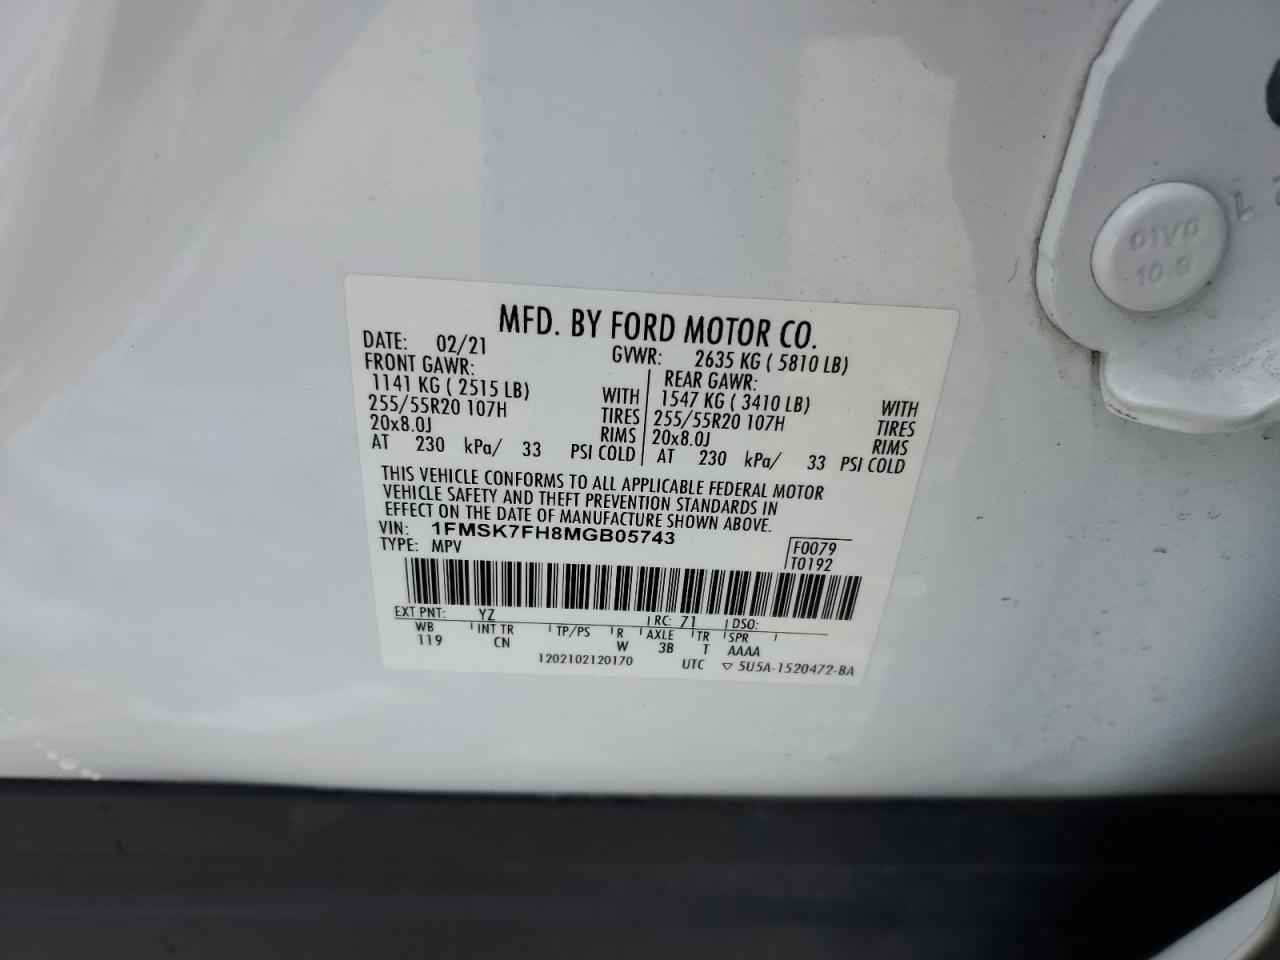 MFD. BY FORD MOTOR CO.
DATE: 02/21 GVWR: 2635 KG ( 5810 LB)
FRONT GAWR: REAR GAWR:
1141 KG ( 2515 LB) WITH 1547 KG ( 3410 LB) WITH
255/55R20 107H TIRES 255/55R20 107H TIRES
20x8.0J RIMS 20x8.0J RIMS
AT 230 kPa/ 33 PSI COLD AT 230 kPa/ 33 PSI COLD
THIS VEHICLE CONFORMS TO ALL APPLICABLE FEDERAL MOTOR
VEHICLE SAFETY AND THEFT PREVENTION STANDARDS IN
EFFECT ON THE DATE OF MANUFACTURE SHOWN ABOVE.
VIN: 1FMSK7FH8MGB05743
TYPE: MPV
F0079
T0192
EXT PNT: YZ RC: 71 DSO:
WB INT TR TP/PS R AXLE TR SPR
119 CN W 3B T AAAA
1202102120170 UTC ▽ 5U5A-1520472-BA
10.9